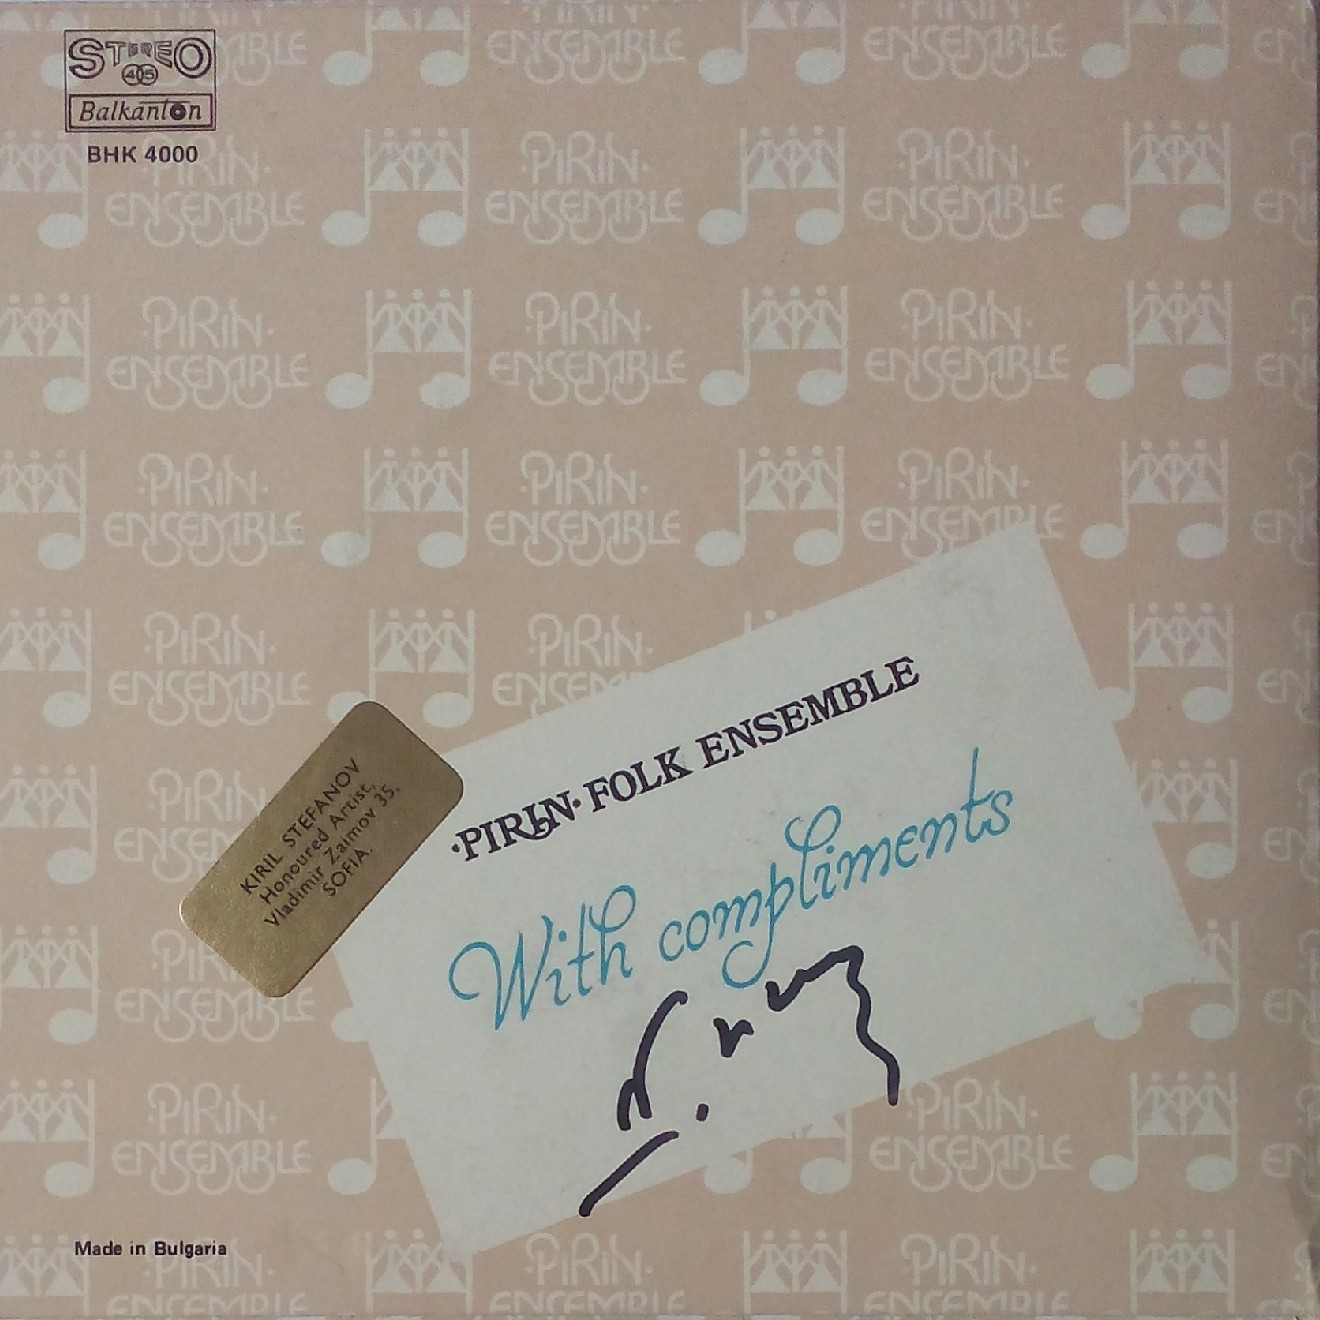 STEREO
45
Balkanton
BHK 4000
·PIRIN·
ENSEMBLE
KIRIL STEFANOV
Honoured Artist,
Vladimir Zaimov 35,
SOFIA.
·PIRIN· FOLK ENSEMBLE
With compliments
Made in Bulgaria